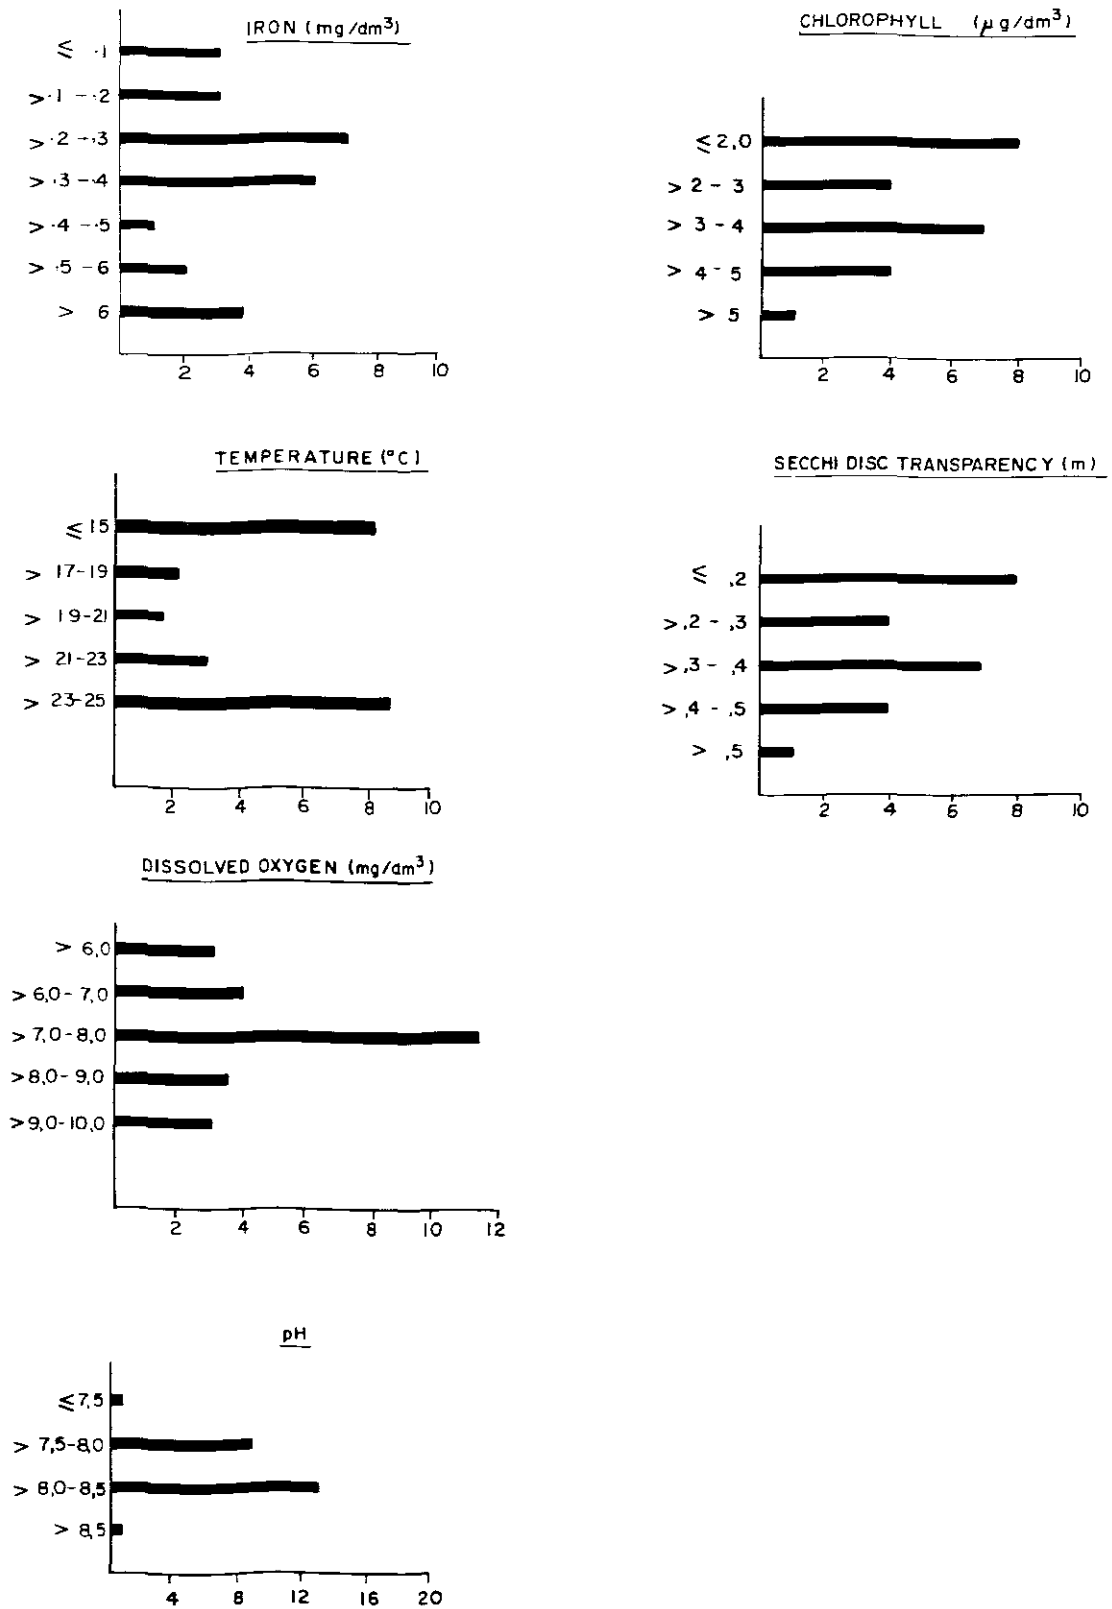 IRON (mg/dm³)
≤ .1
> .1 - .2
> .2 - .3
> .3 - .4
> .4 - .5
> .5 - 6
> 6
2 4 6 8 10
CHLOROPHYLL (µg/dm³)
≤ 2,0
> 2 - 3
> 3 - 4
> 4 - 5
> 5
2 4 6 8 10
TEMPERATURE (°C)
≤ 15
> 17-19
> 19-21
> 21-23
> 23-25
2 4 6 8 10
SECCHI DISC TRANSPARENCY (m)
≤ ,2
> ,2 - ,3
> ,3 - ,4
> ,4 - ,5
> ,5
2 4 6 8 10
DISSOLVED OXYGEN (mg/dm³)
> 6,0
> 6,0 - 7,0
> 7,0 - 8,0
> 8,0 - 9,0
> 9,0 - 10,0
2 4 6 8 10 12
pH
≤ 7,5
> 7,5-8,0
> 8,0-8,5
> 8,5
4 8 12 16 20